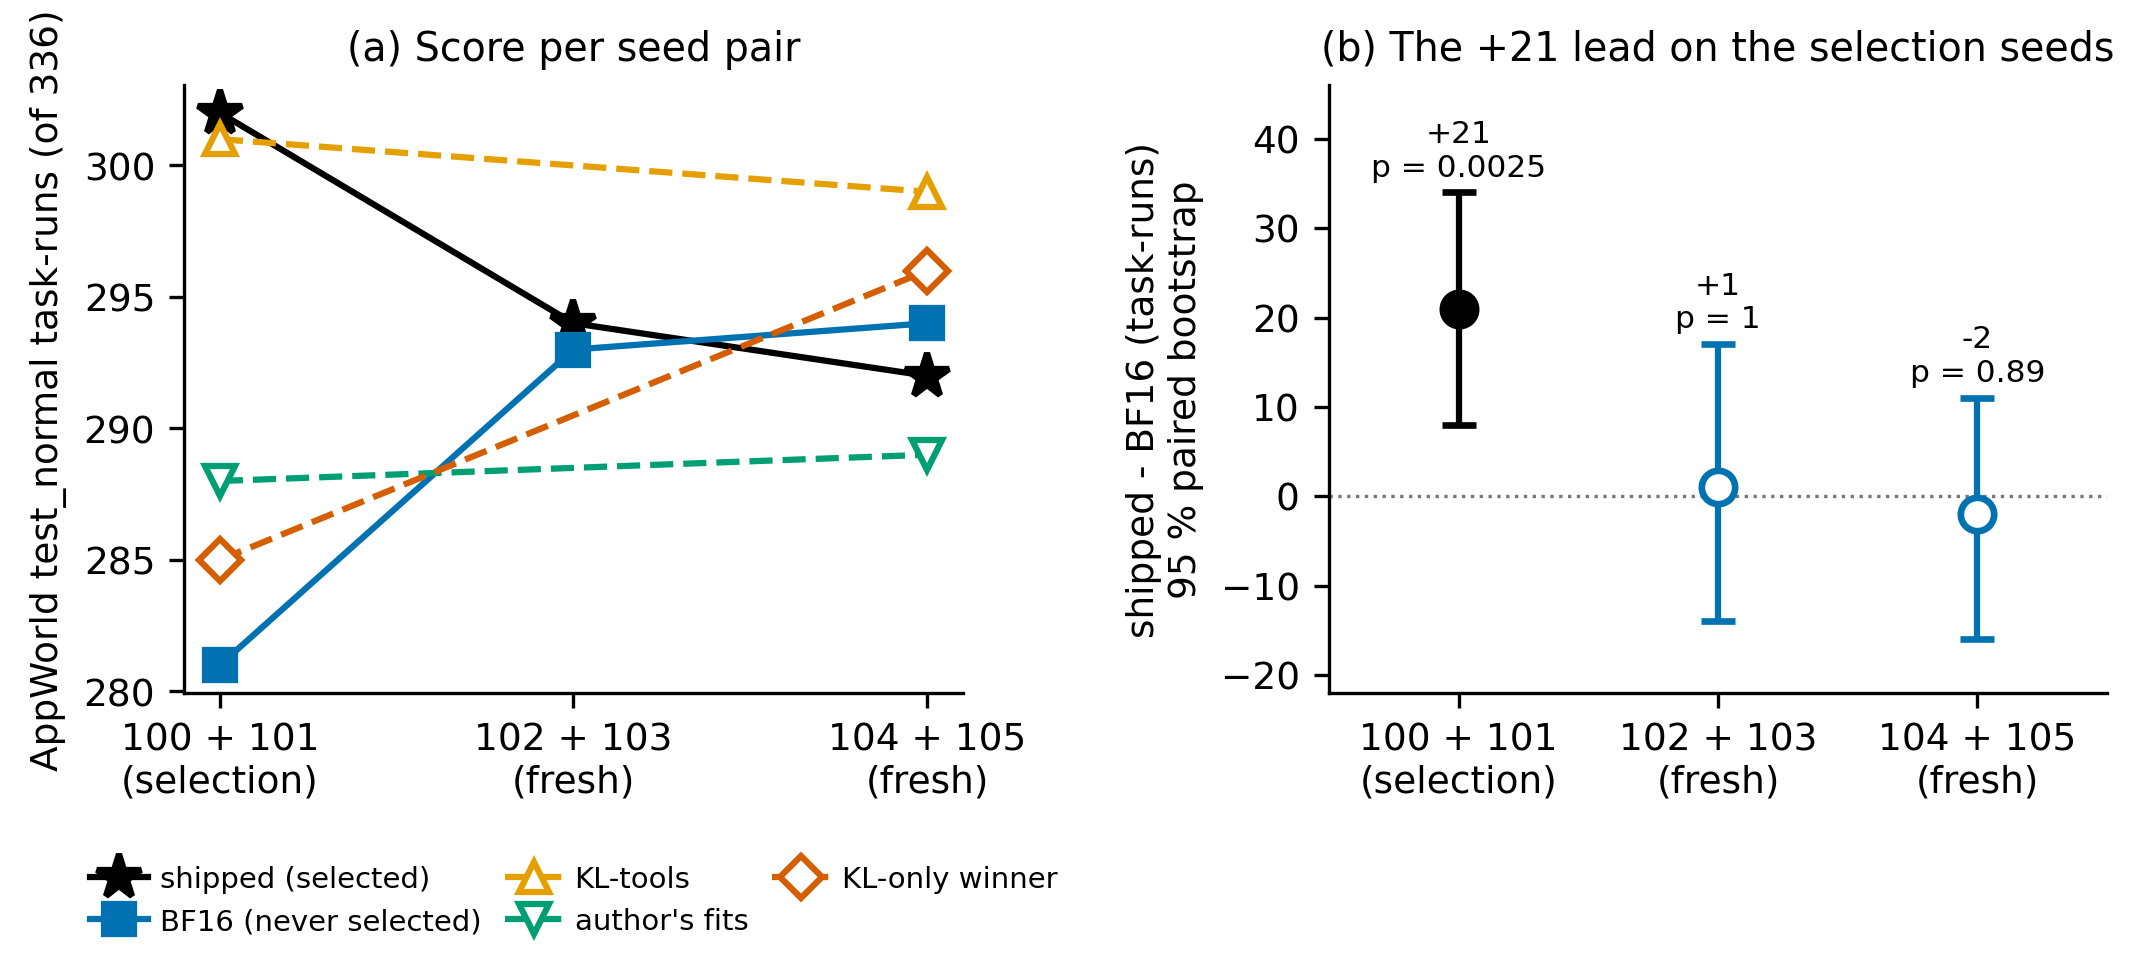 (a) Score per seed pair
AppWorld test_normal task-runs (of 336)
300
295
290
285
280
100 + 101
(selection)
102 + 103
(fresh)
104 + 105
(fresh)
shipped (selected)
BF16 (never selected)
KL-tools
author's fits
KL-only winner
(b) The +21 lead on the selection seeds
shipped - BF16 (task-runs)
95 % paired bootstrap
40
30
20
10
0
−10
−20
+21
p = 0.0025
+1
p = 1
-2
p = 0.89
100 + 101
(selection)
102 + 103
(fresh)
104 + 105
(fresh)